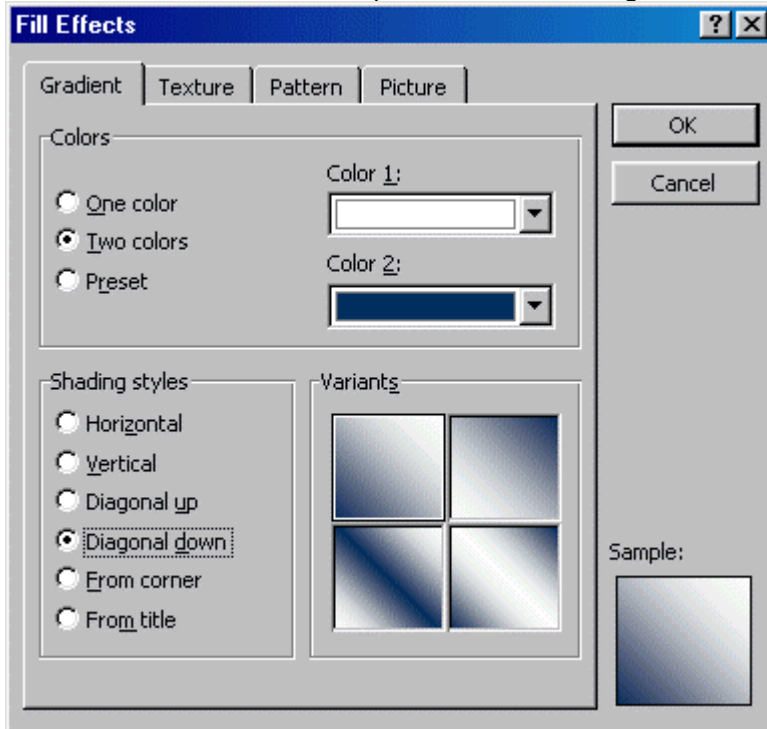 Fill Effects
Gradient Texture Pattern Picture
OK
Cancel
Colors
One color
Two colors
Preset
Color 1:
Color 2:
Shading styles
Horizontal
Vertical
Diagonal up
Diagonal down
From corner
From title
Variants
Sample: